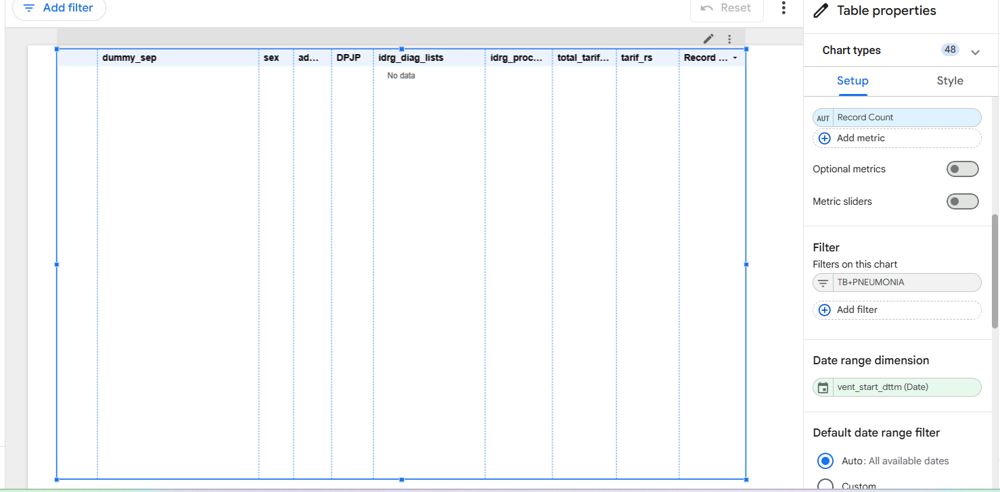 Add filter
Reset
Table properties
Chart types 48
Setup Style
dummy_sep sex ad... DPJP idrg_diag_lists idrg_proc... total_tarif... tarif_rs Record ...
No data
AUT Record Count
Add metric
Optional metrics
Metric sliders
Filter
Filters on this chart
TB+PNEUMONIA
Add filter
Date range dimension
vent_start_dttm (Date)
Default date range filter
Auto: All available dates
Custom